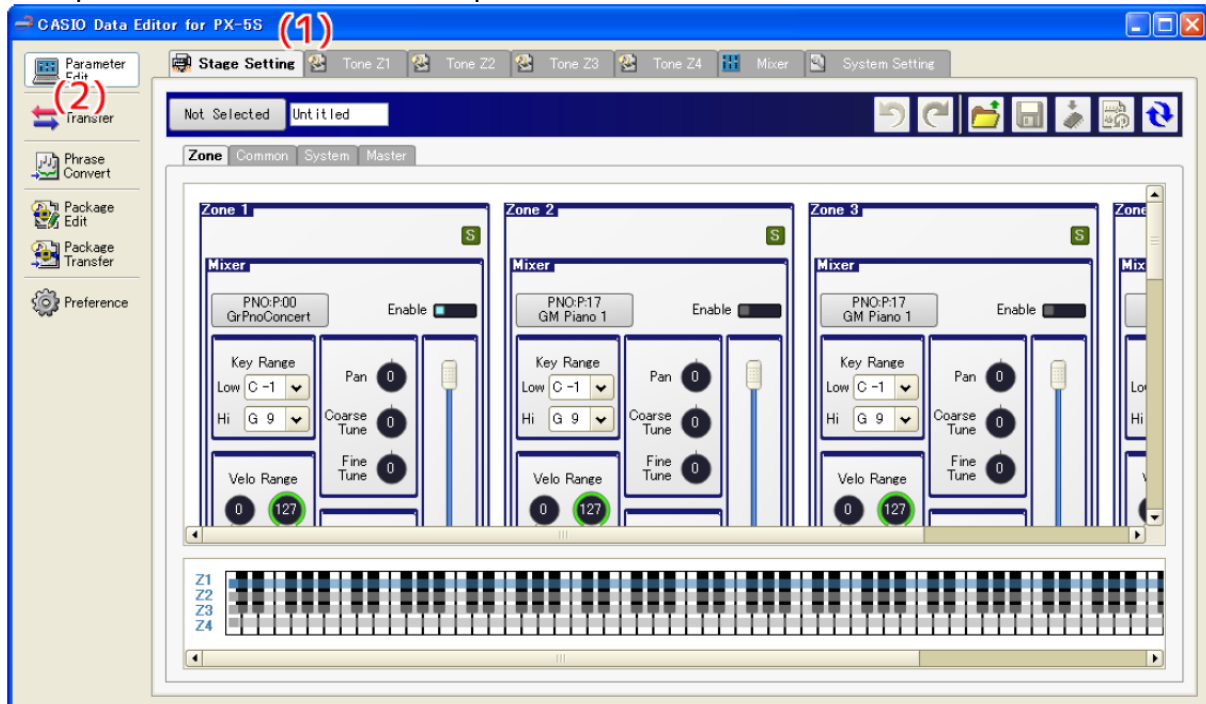 CASIO Data Editor for PX-5S
(1)
Parameter
Edit
(2)
Transfer
Phrase
Convert
Package
Edit
Package
Transfer
Preference
Stage Setting Tone Z1 Tone Z2 Tone Z3 Tone Z4 Mixer System Setting
Not Selected Untitled
Zone Common System Master
Zone 1 Zone 2 Zone 3 Zone
S S S
Mixer Mixer Mixer Mix
PNO:P:00 PNO:P:17 PNO:P:17
GrPnoConcert Enable GM Piano 1 Enable GM Piano 1 Enable
Key Range Pan 0 Key Range Pan 0 Key Range Pan 0
Low C -1 Low C -1 Low C -1 Lo
Hi G 9 Coarse Tune 0 Hi G 9 Coarse Tune 0 Hi G 9 Coarse Tune 0 Hi
Velo Range Fine Tune 0 Velo Range Fine Tune 0 Velo Range Fine Tune 0
0 127 0 127 0 127
Z1
Z2
Z3
Z4